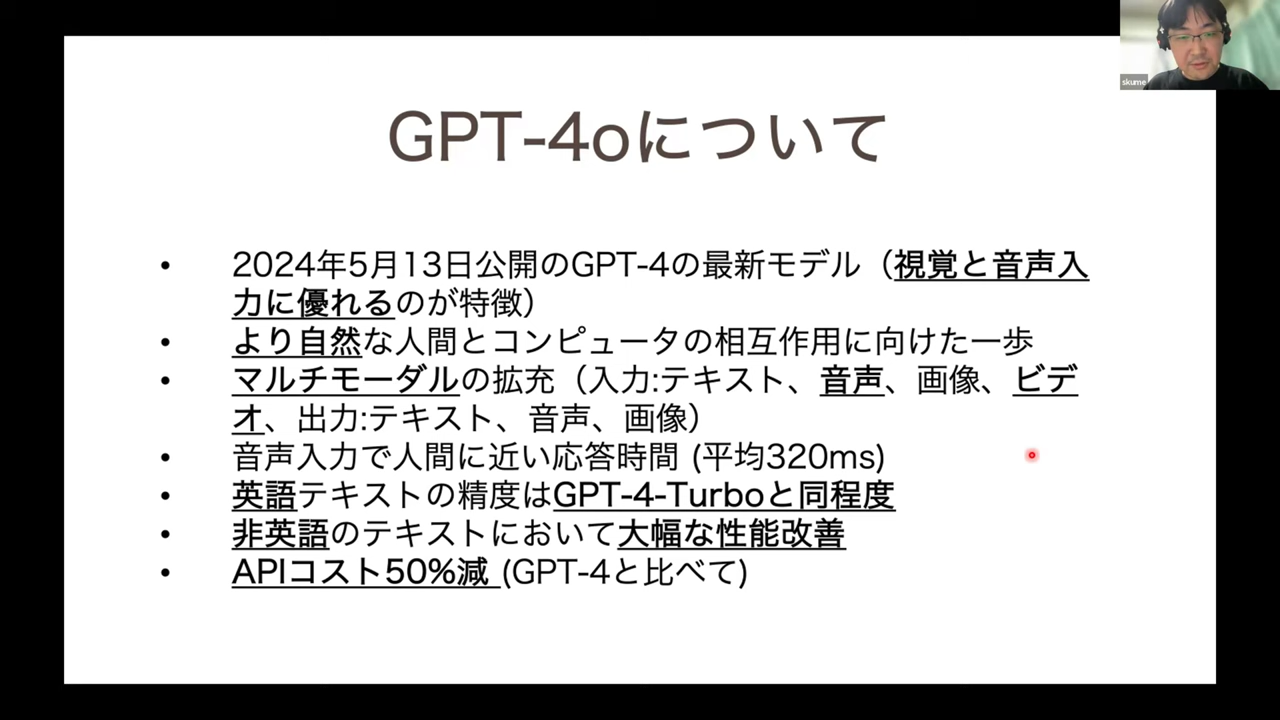 GPT-4oについて
• 2024年5月13日公開のGPT-4の最新モデル（視覚と音声入
力に優れるのが特徴）
• より自然な人間とコンピュータの相互作用に向けた一歩
• マルチモーダルの拡充（入力:テキスト、音声、画像、ビデ
オ、出力:テキスト、音声、画像）
• 音声入力で人間に近い応答時間 (平均320ms)
• 英語テキストの精度はGPT-4-Turboと同程度
• 非英語のテキストにおいて大幅な性能改善
• APIコスト50%減 (GPT-4と比べて)
skume